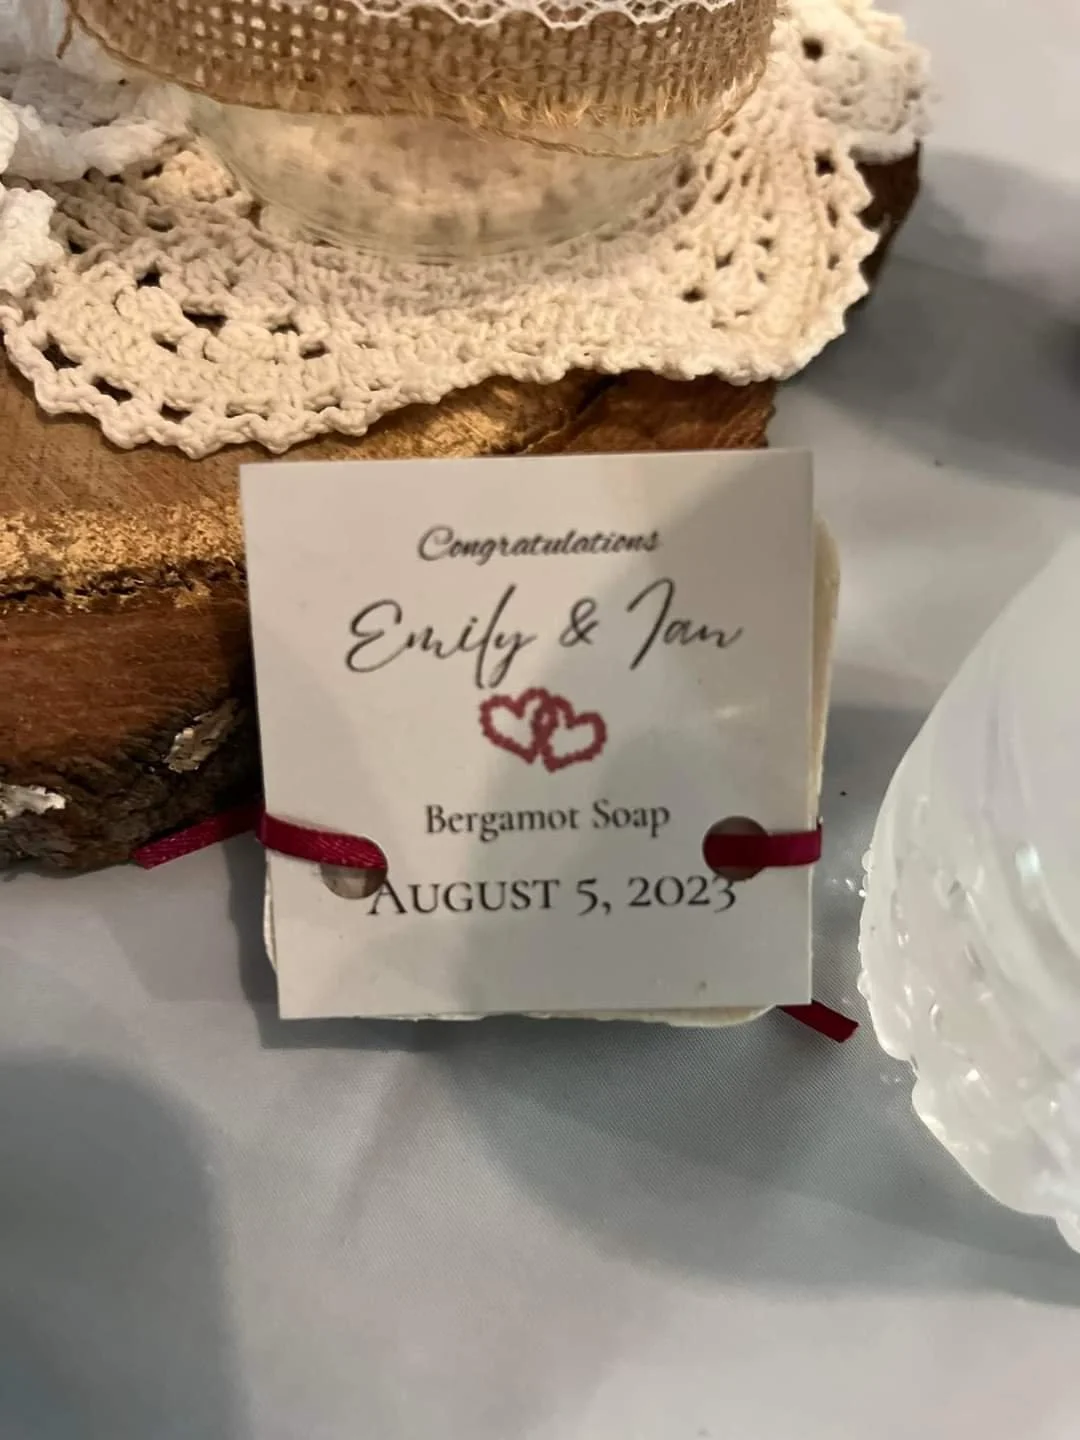 Congratulations
Emily & Ian
Bergamot Soap
AUGUST 5, 2023